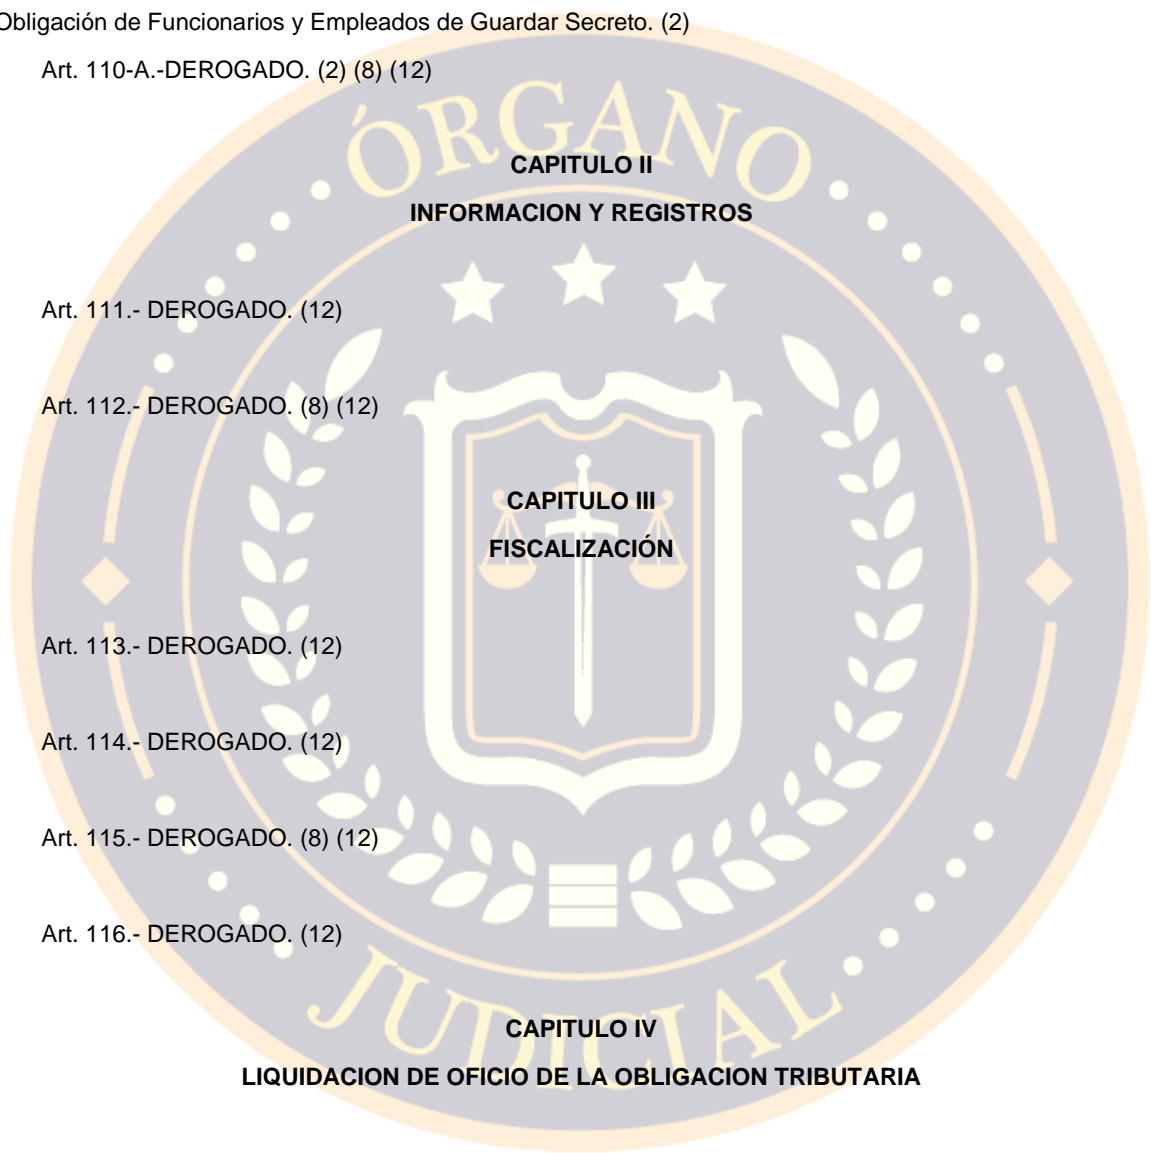 Obligación de Funcionarios y Empleados de Guardar Secreto. (2)
Art. 110-A.-DEROGADO. (2) (8) (12)
ÓRGANO
CAPITULO II
INFORMACION Y REGISTROS
Art. 111.- DEROGADO. (12)
Art. 112.- DEROGADO. (8) (12)
CAPITULO III
FISCALIZACIÓN
Art. 113.- DEROGADO. (12)
Art. 114.- DEROGADO. (12)
Art. 115.- DEROGADO. (8) (12)
Art. 116.- DEROGADO. (12)
JUDICIAL
CAPITULO IV
LIQUIDACION DE OFICIO DE LA OBLIGACION TRIBUTARIA